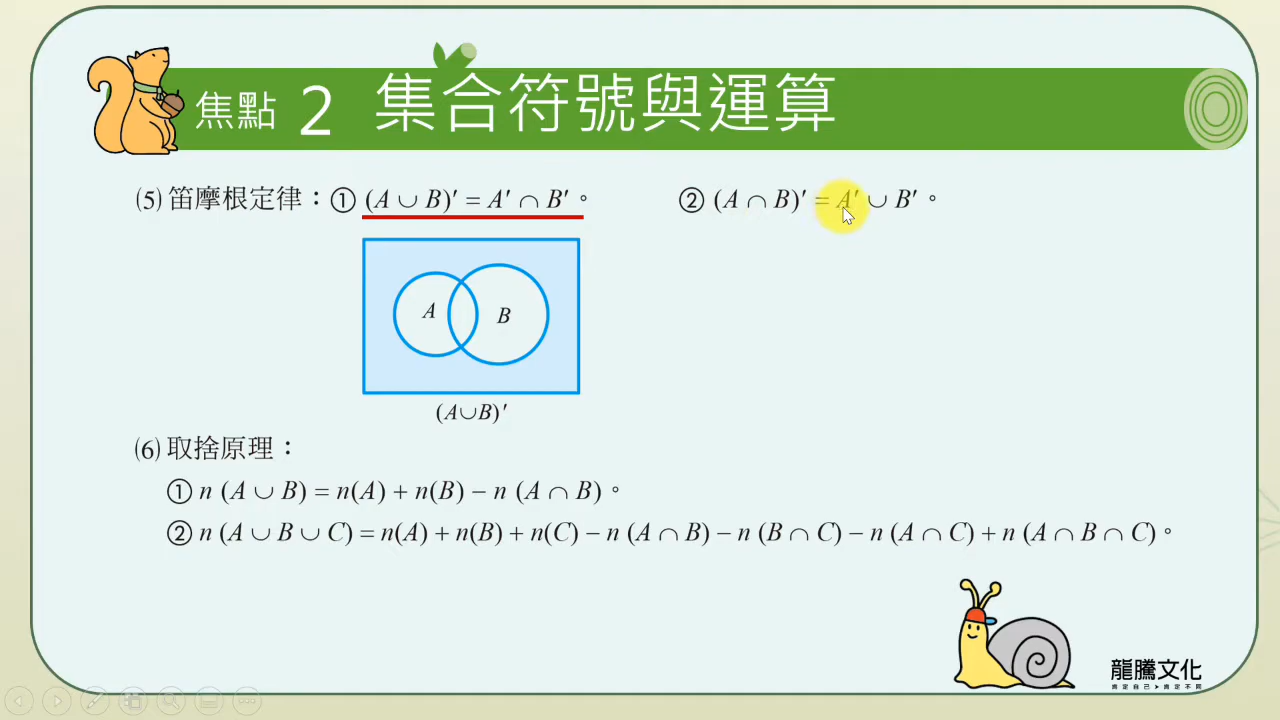 焦點 2 集合符號與運算
(5) 笛摩根定律：① (A ∪ B)′ = A′ ∩ B′。 ② (A ∩ B)′ = A′ ∪ B′。
A
B
(A∪B)′
(6) 取捨原理：
① n (A ∪ B) = n(A) + n(B) − n (A ∩ B)。
② n (A ∪ B ∪ C) = n(A) + n(B) + n(C) − n (A ∩ B) − n (B ∩ C) − n (A ∩ C) + n (A ∩ B ∩ C)。
龍騰文化
肯定自己➤肯定不同